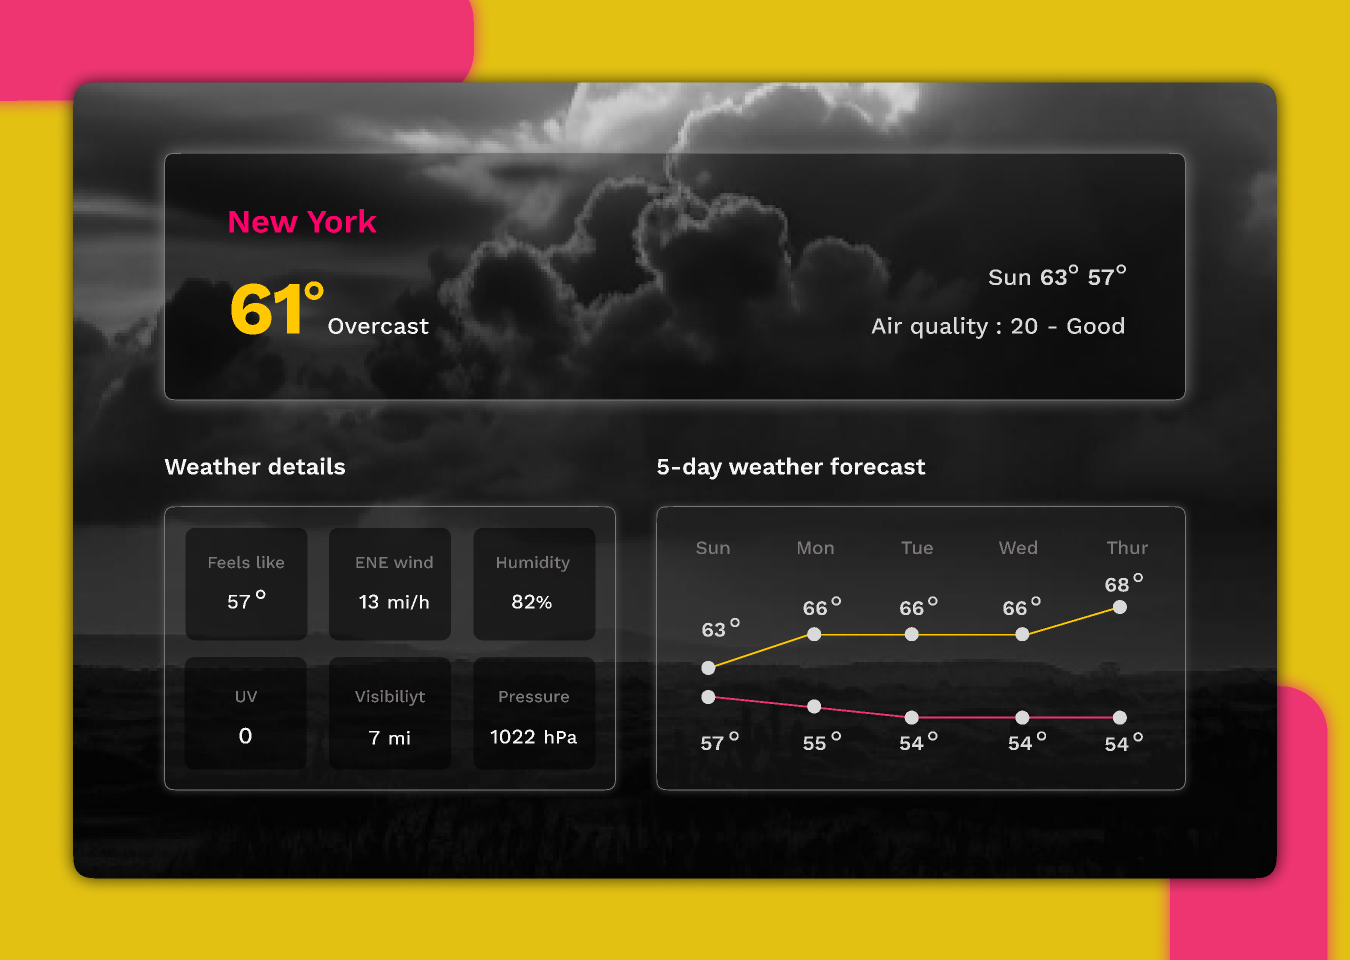 New York
61° Overcast
Sun 63° 57°
Air quality : 20 - Good
Weather details
Feels like
57°
ENE wind
13 mi/h
Humidity
82%
UV
0
Visibiliyt
7 mi
Pressure
1022 hPa
5-day weather forecast
Sun Mon Tue Wed Thur
63° 66° 66° 66° 68°
57° 55° 54° 54° 54°